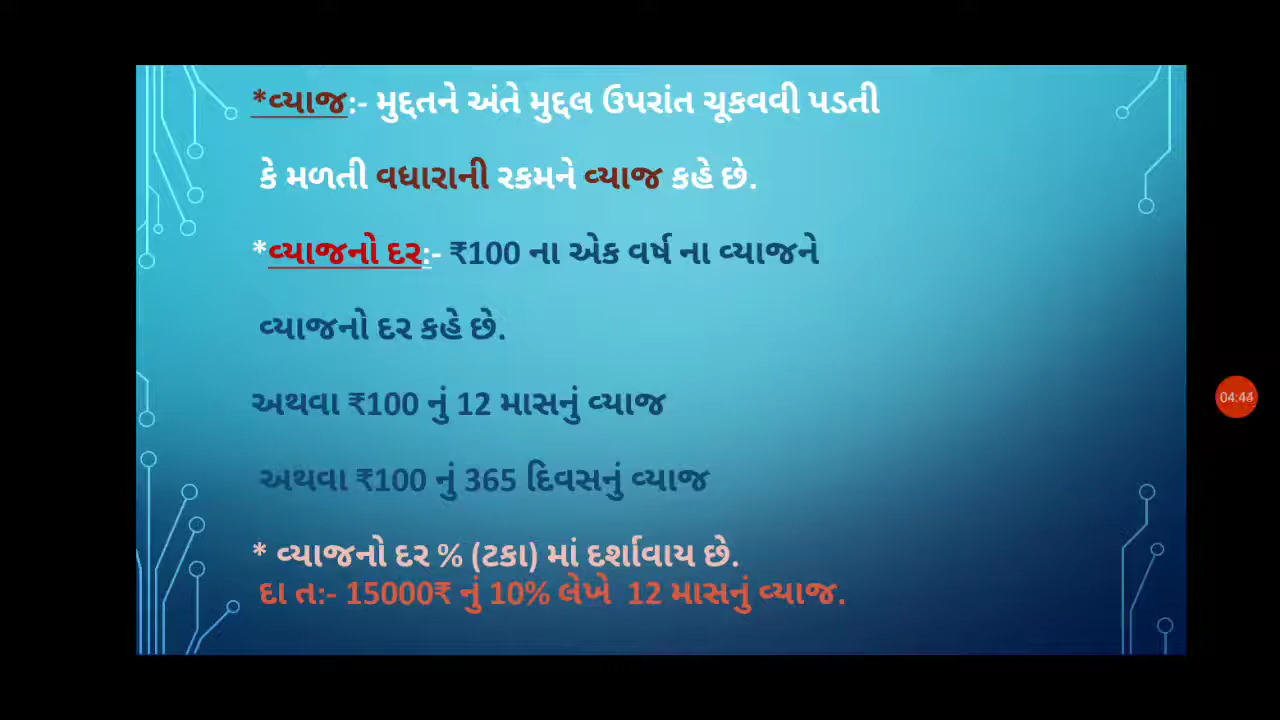 *વ્યાજ:- મુદ્દતને અંતે મુદ્દલ ઉપરાંત ચૂકવવી પડતી
કે મળતી વધારાની રકમને વ્યાજ કહે છે.
*વ્યાજનો દર:- ₹100 ના એક વર્ષ ના વ્યાજને
વ્યાજનો દર કહે છે.
અથવા ₹100 નું 12 માસનું વ્યાજ
અથવા ₹100 નું 365 દિવસનું વ્યાજ
* વ્યાજનો દર % (ટકા) માં દર્શાવાય છે.
દા ત:- 15000₹ નું 10% લેખે 12 માસનું વ્યાજ.
04:44